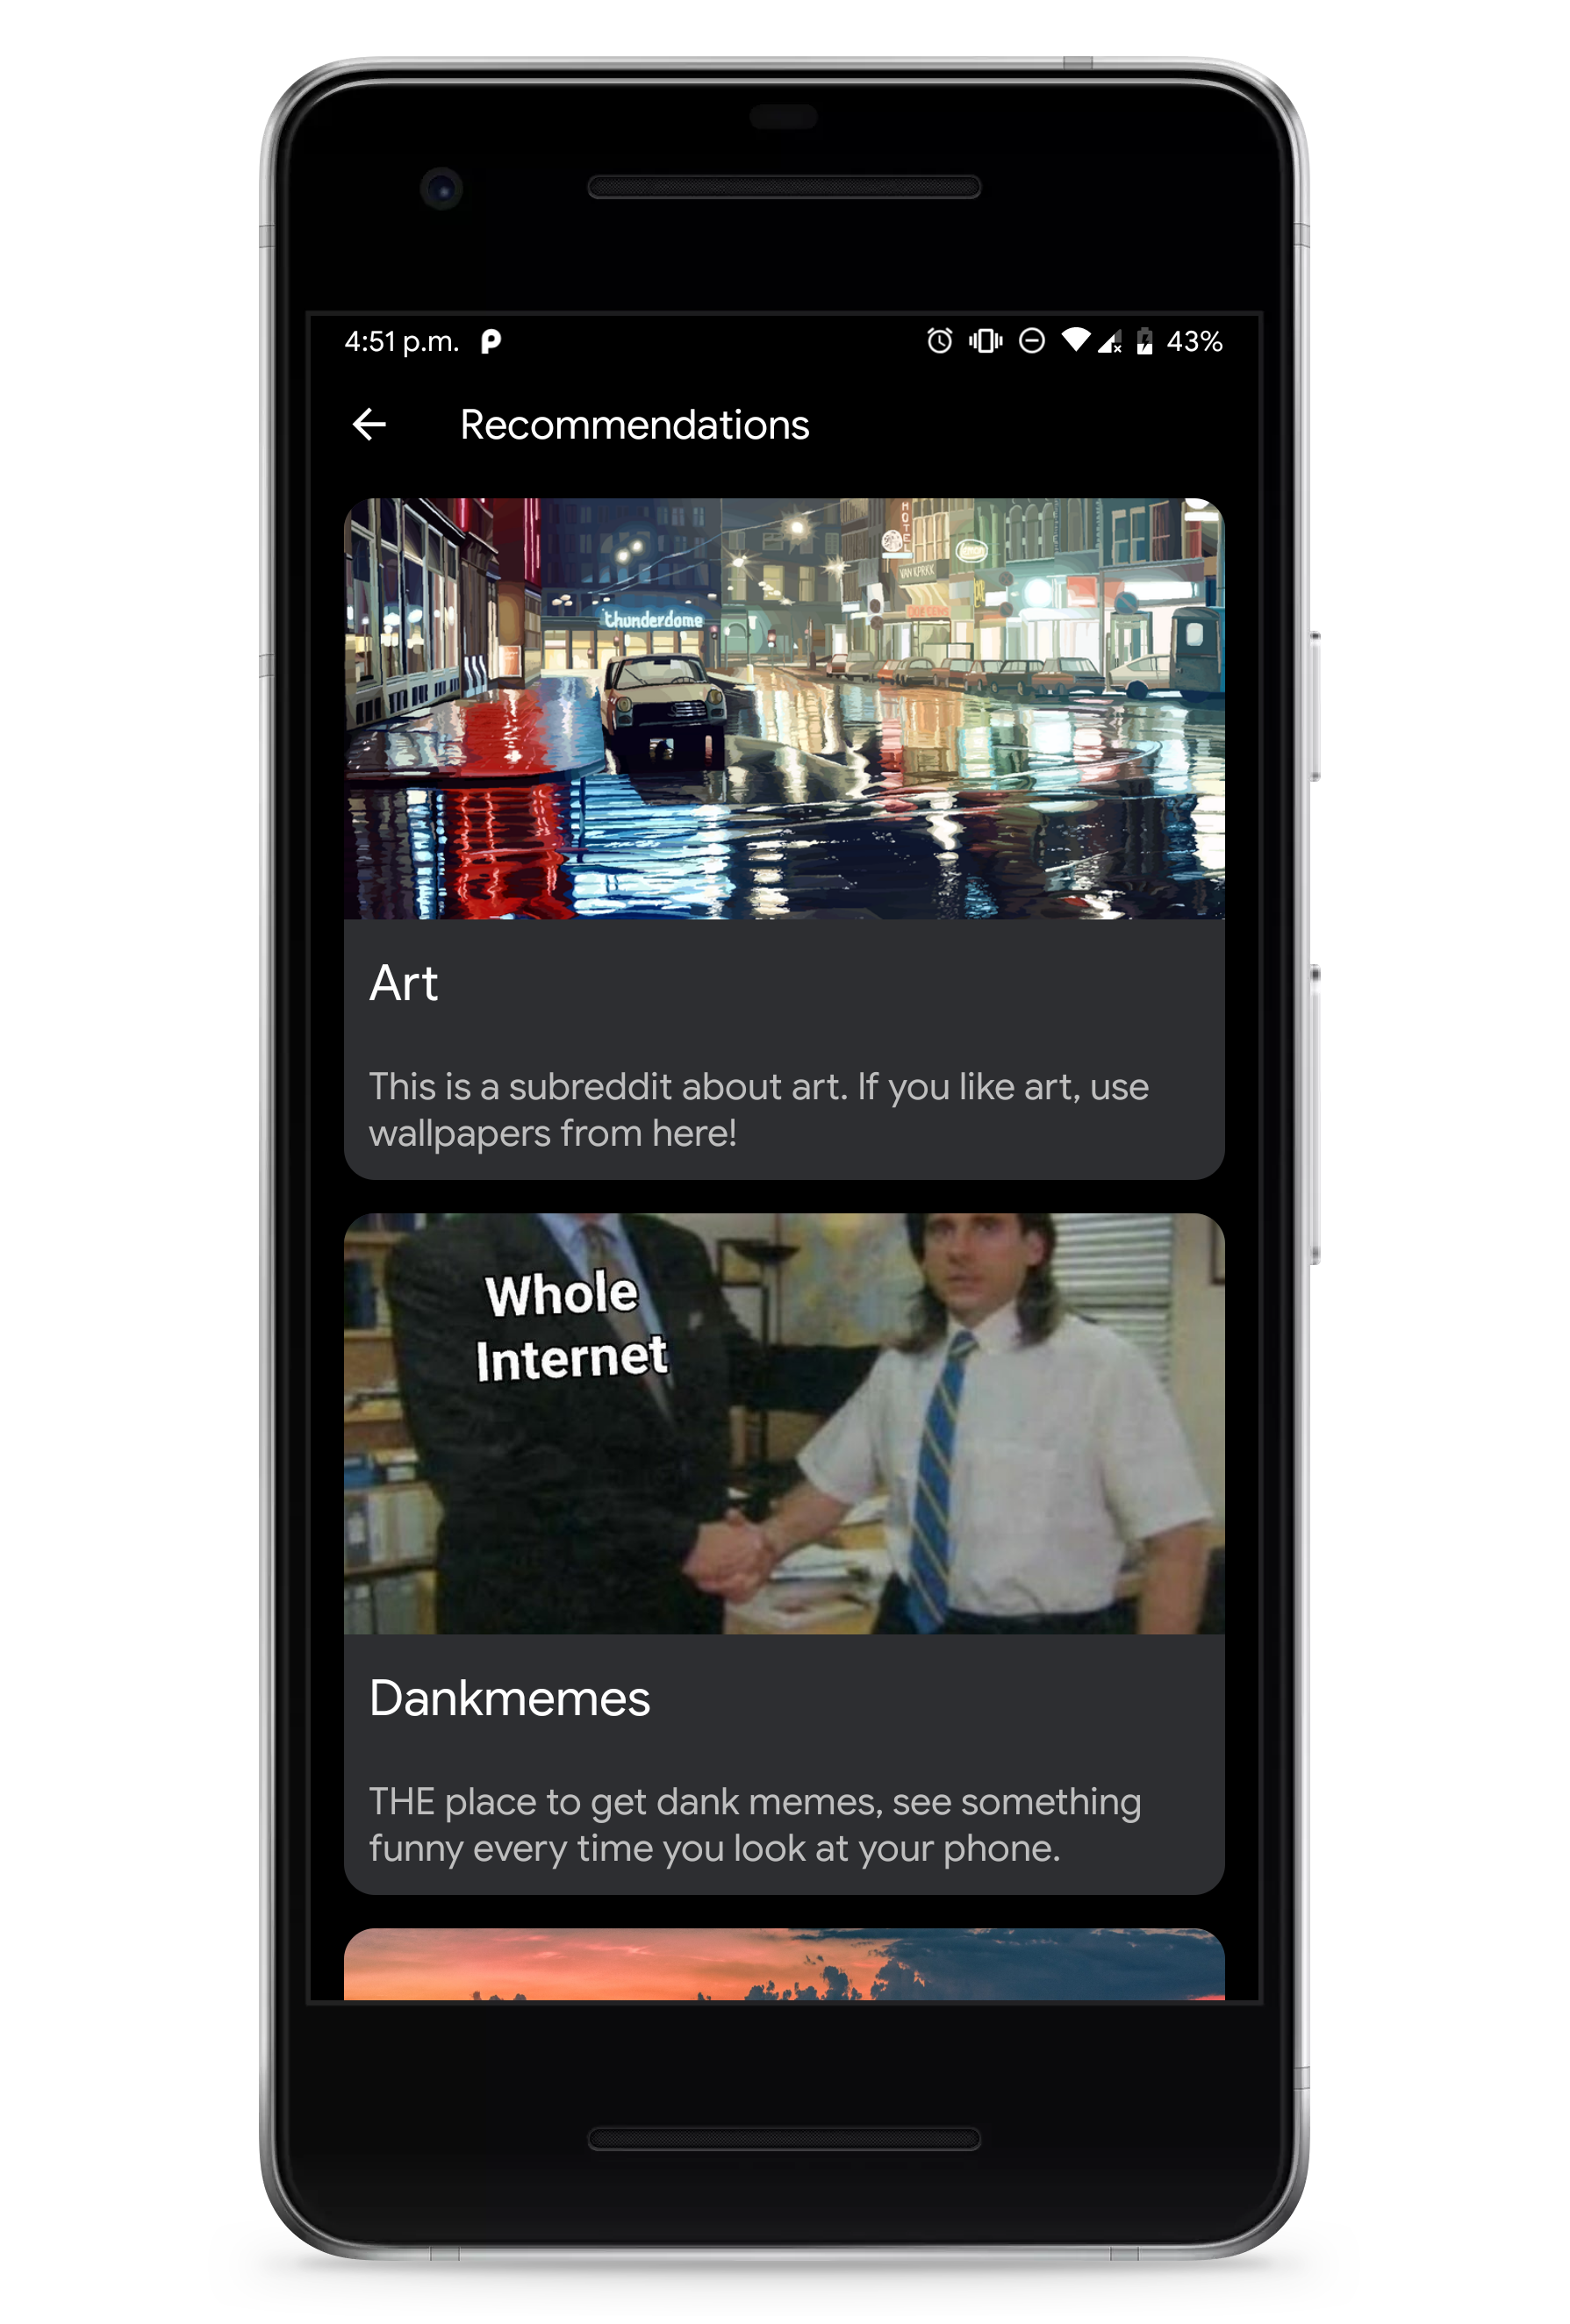 4:51 p.m.
43%
Recommendations
HOTEL
thunderdome
Art
This is a subreddit about art. If you like art, use
wallpapers from here!
Whole
Internet
Dankmemes
THE place to get dank memes, see something
funny every time you look at your phone.